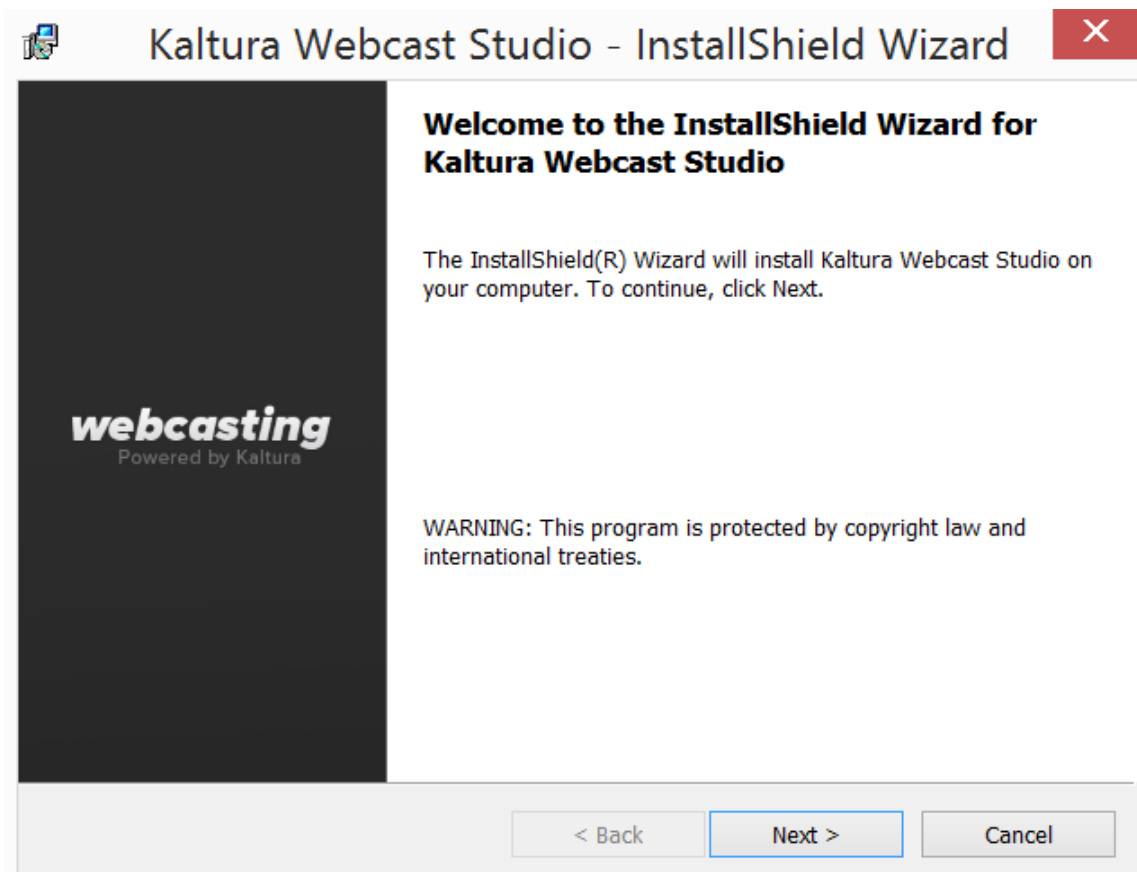 Kaltura Webcast Studio - InstallShield Wizard
Welcome to the InstallShield Wizard for
Kaltura Webcast Studio
The InstallShield(R) Wizard will install Kaltura Webcast Studio on
your computer. To continue, click Next.
webcasting
Powered by Kaltura
WARNING: This program is protected by copyright law and
international treaties.
< Back
Next >
Cancel